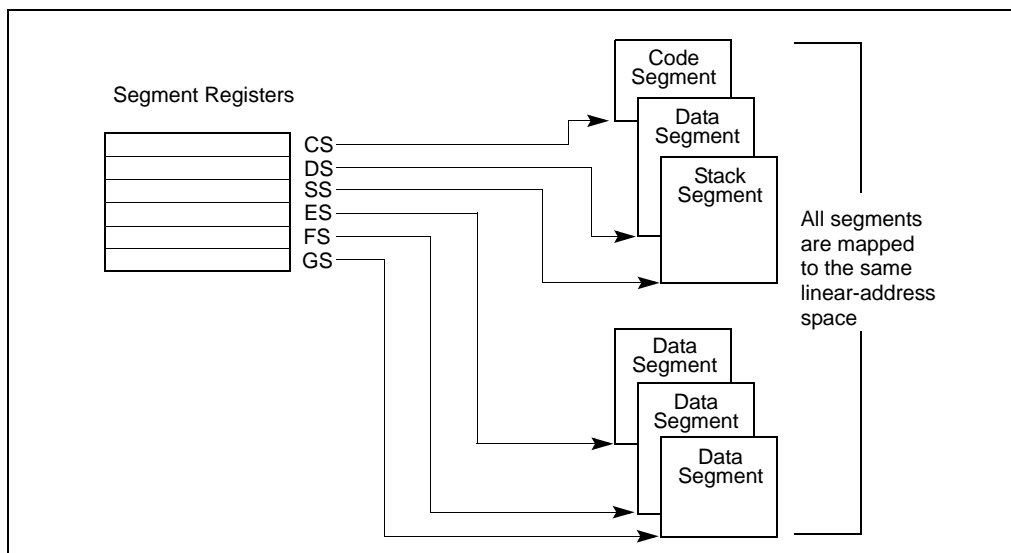 Segment Registers
CS
DS
SS
ES
FS
GS
Code
Segment
Data
Segment
Stack
Segment
Data
Segment
Data
Segment
Data
Segment
All segments
are mapped
to the same
linear-address
space